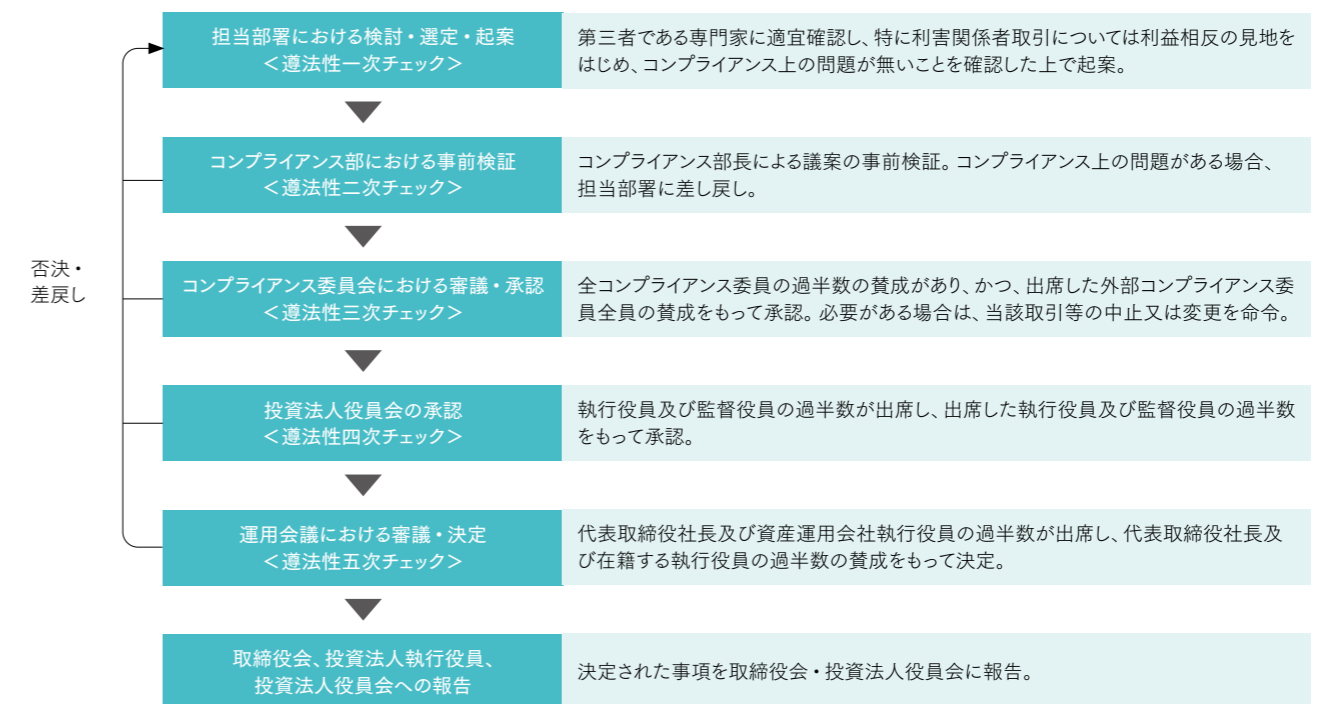 担当部署における検討・選定・起案
＜遵法性一次チェック＞
第三者である専門家に適宜確認し、特に利害関係者取引については利益相反の見地を
はじめ、コンプライアンス上の問題が無いことを確認した上で起案。
コンプライアンス部における事前検証
＜遵法性二次チェック＞
コンプライアンス部長による議案の事前検証。コンプライアンス上の問題がある場合、
担当部署に差し戻し。
否決・
差戻し
コンプライアンス委員会における審議・承認
＜遵法性三次チェック＞
全コンプライアンス委員の過半数の賛成があり、かつ、出席した外部コンプライアンス委
員全員の賛成をもって承認。必要がある場合は、当該取引等の中止又は変更を命令。
投資法人役員会の承認
＜遵法性四次チェック＞
執行役員及び監督役員の過半数が出席し、出席した執行役員及び監督役員の過半数
をもって承認。
運用会議における審議・決定
＜遵法性五次チェック＞
代表取締役社長及び資産運用会社執行役員の過半数が出席し、代表取締役社長及
び在籍する執行役員の過半数の賛成をもって決定。
取締役会、投資法人執行役員、
投資法人役員会への報告
決定された事項を取締役会・投資法人役員会に報告。